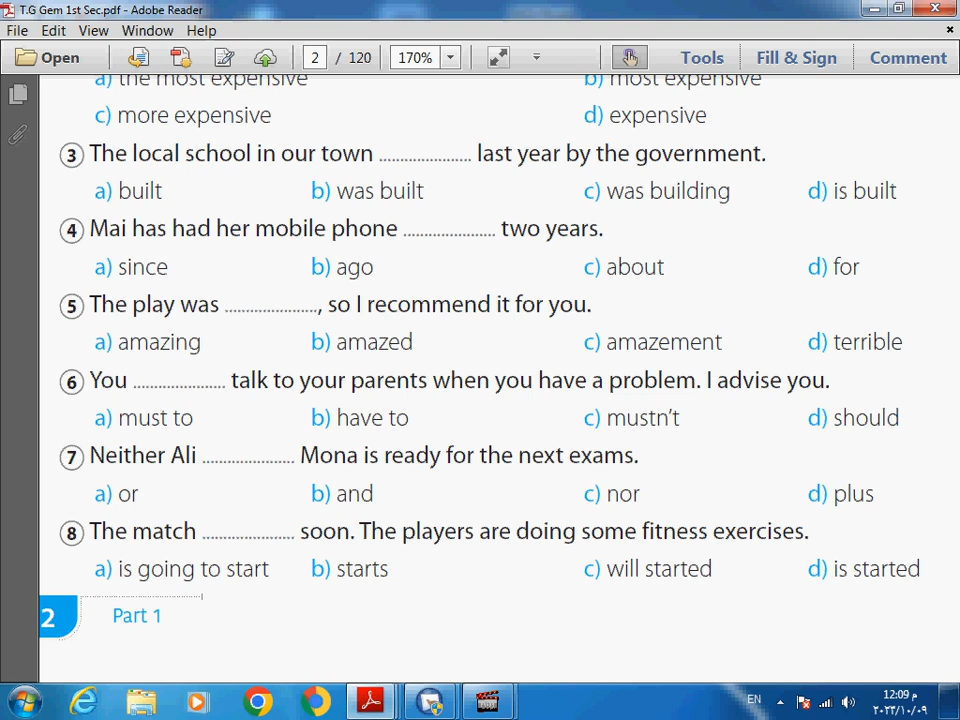 T.G Gem 1st Sec.pdf - Adobe Reader
File Edit View Window Help
Open 2 / 120 170% Tools Fill & Sign Comment
a) the most expensive b) most expensive
c) more expensive d) expensive
3 The local school in our town ...................... last year by the government.
a) built b) was built c) was building d) is built
4 Mai has had her mobile phone ...................... two years.
a) since b) ago c) about d) for
5 The play was ......................, so I recommend it for you.
a) amazing b) amazed c) amazement d) terrible
6 You ...................... talk to your parents when you have a problem. I advise you.
a) must to b) have to c) mustn't d) should
7 Neither Ali ...................... Mona is ready for the next exams.
a) or b) and c) nor d) plus
8 The match ...................... soon. The players are doing some fitness exercises.
a) is going to start b) starts c) will started d) is started
2 Part 1
EN 12:09 م
٢٠٢٣/١٠/٠٩